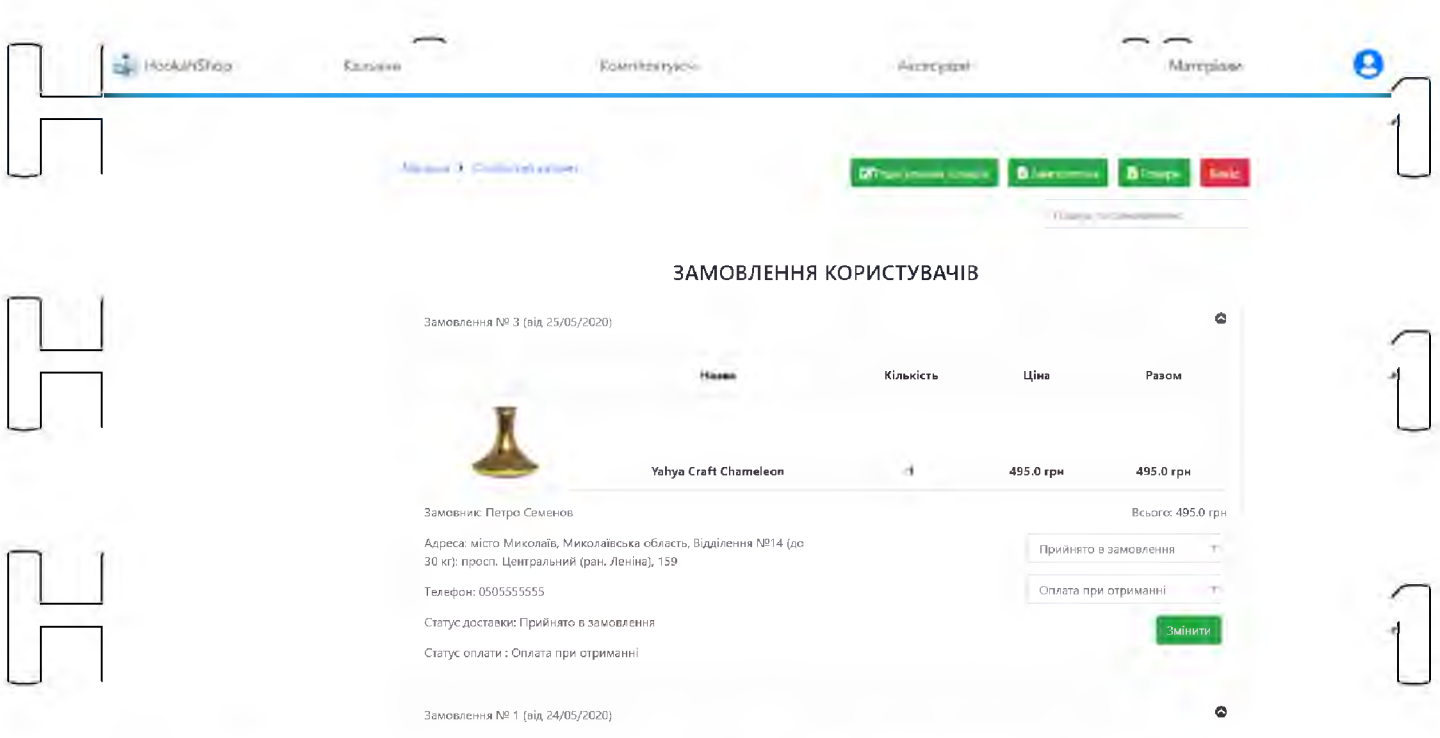 HookahShop
Кальяни
Комплектуючі
Аксесуари
Матеріали
ЗАМОВЛЕННЯ КОРИСТУВАЧІВ
Замовлення № 3 (від 25/05/2020)
Назва Кількість Ціна Разом
Yahya Craft Chameleon 1 495.0 грн 495.0 грн
Замовник: Петро Семенов
Всього: 495.0 грн
Адреса: місто Миколаїв, Миколаївська область, Відділення №14 (до
30 кг): просп. Центральний (ран. Леніна), 159
Прийнято в замовлення
Телефон: 0505555555
Оплата при отриманні
Статус доставки: Прийнято в замовлення
Змінити
Статус оплати : Оплата при отриманні
Замовлення № 1 (від 24/05/2020)